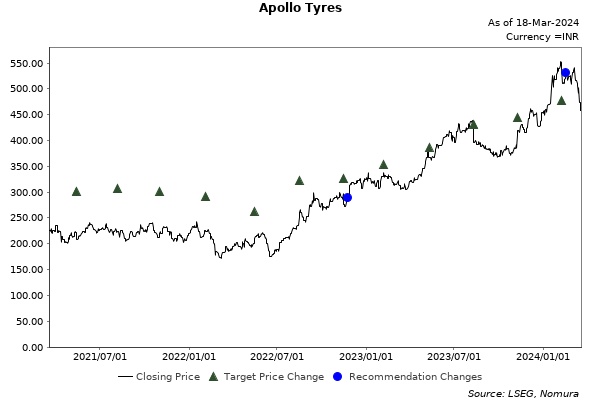 Apollo Tyres
As of 18-Mar-2024
Currency =INR
550.00
500.00
450.00
400.00
350.00
300.00
250.00
200.00
150.00
100.00
50.00
0.00
2021/07/01 2022/01/01 2022/07/01 2023/01/01 2023/07/01 2024/01/01
Closing Price Target Price Change Recommendation Changes
Source: LSEG, Nomura